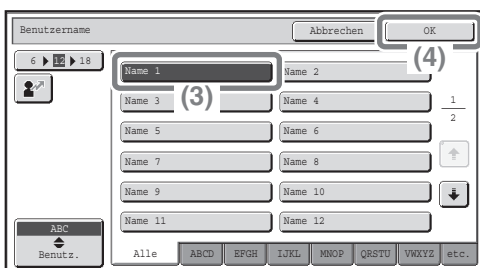 Benutzername Abbrechen OK
6 12 18 (4)
Name 1 Name 2
(3)
Name 3 Name 4 1
2
Name 5 Name 6
Name 7 Name 8
Name 9 Name 10
Name 11 Name 12
ABC
Benutz.
Alle ABCD EFGH IJKL MNOP QRSTU VWXYZ etc.